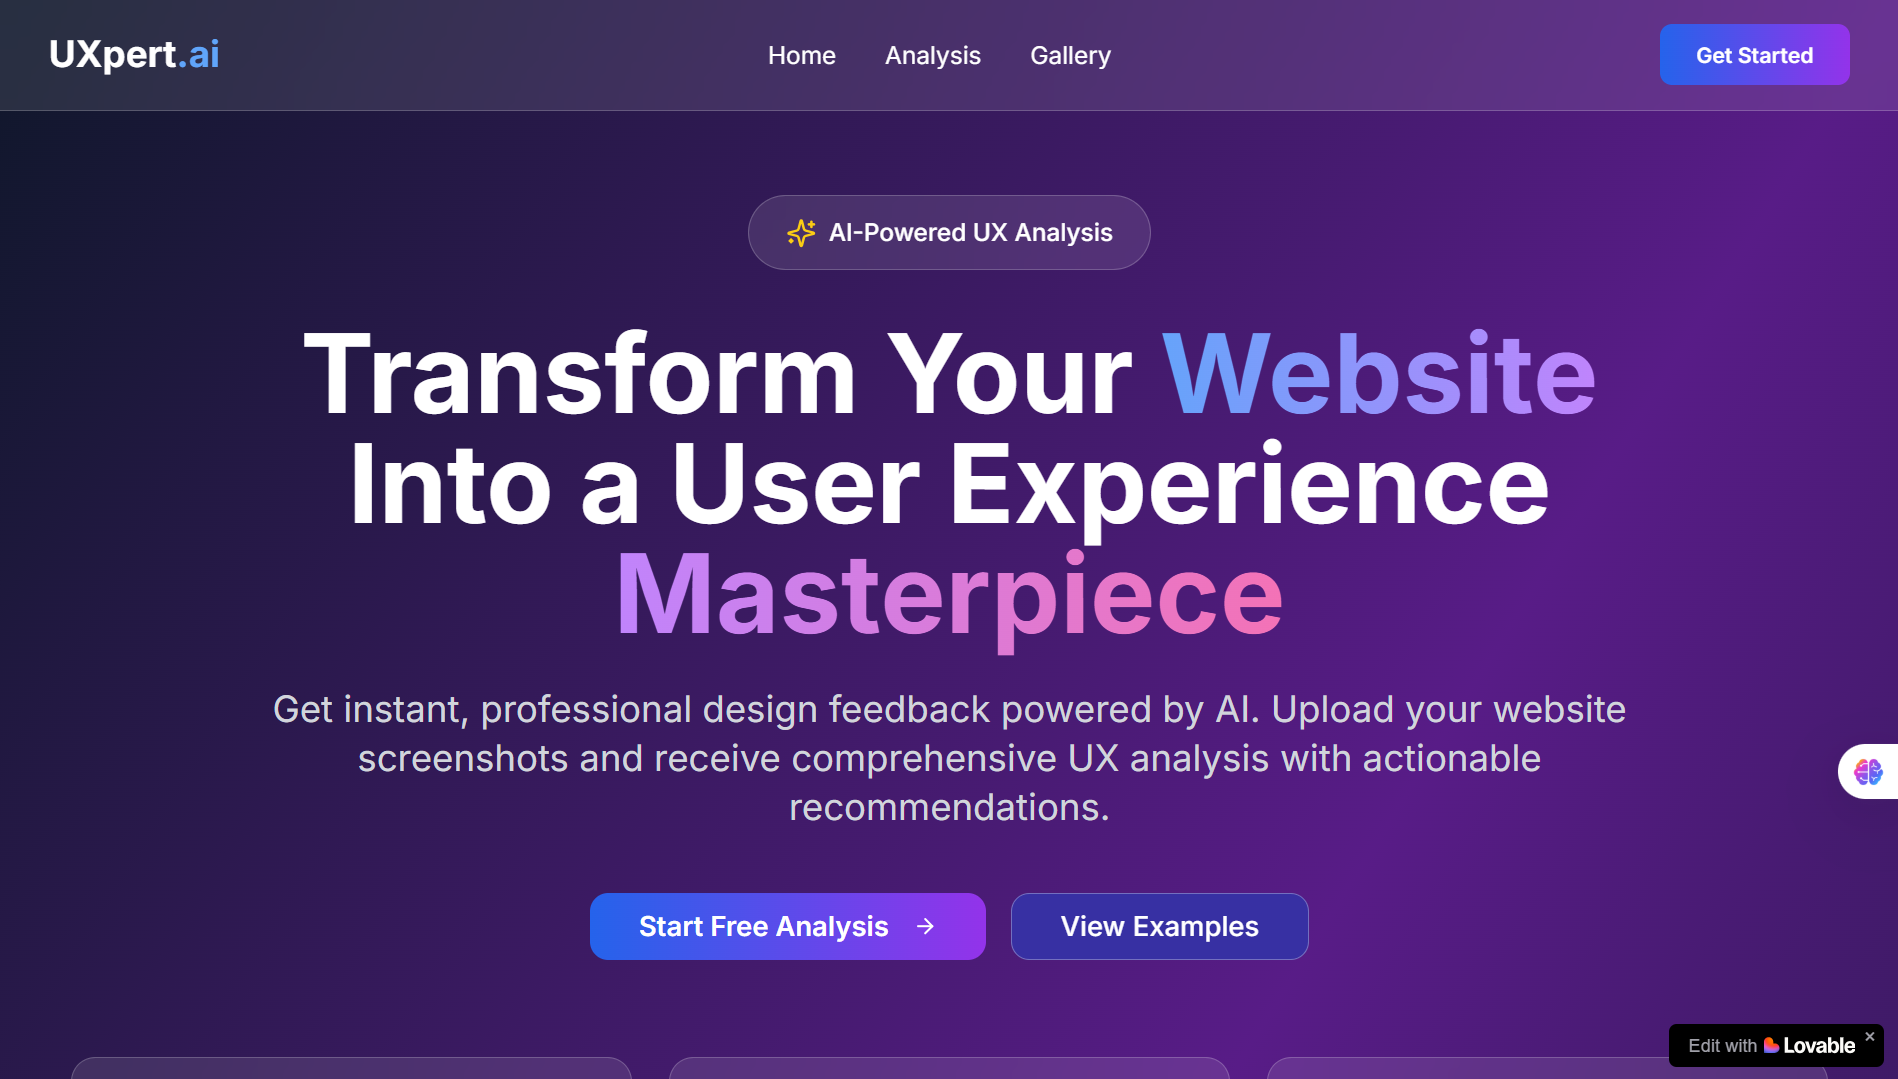 UXpert.ai
Home
Analysis
Gallery
Get Started
AI-Powered UX Analysis
Transform Your Website
Into a User Experience
Masterpiece
Get instant, professional design feedback powered by AI. Upload your website
screenshots and receive comprehensive UX analysis with actionable
recommendations.
Start Free Analysis →
View Examples
Edit with Lovable
×